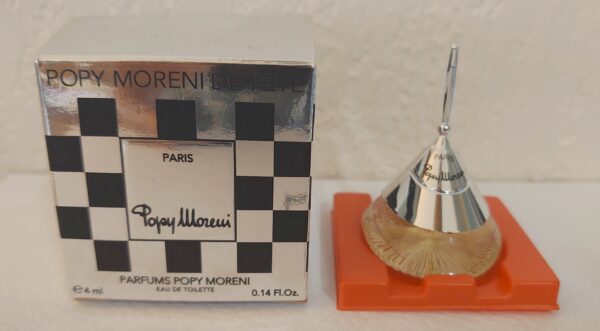 POPY MORENI DE FÊTE
PARIS
Popy Moreni
PARFUMS POPY MORENI
EAU DE TOILETTE
℮ 4 ml
0.14 Fl.Oz.
PARIS
Popy Moreni